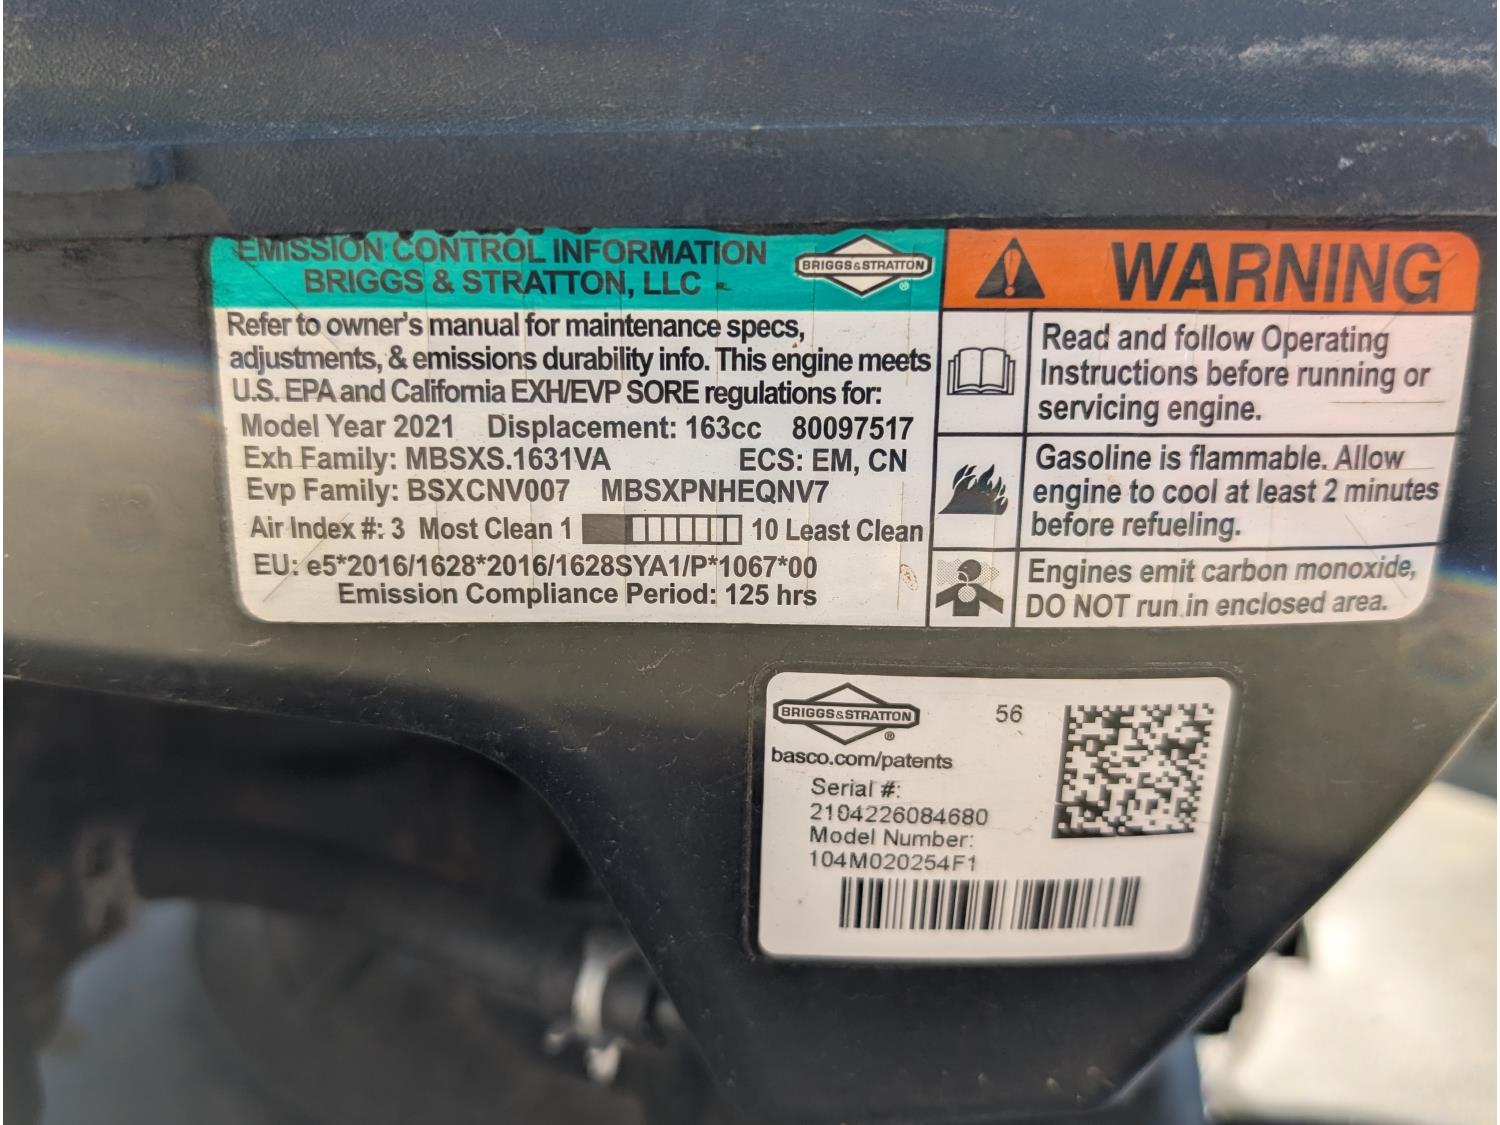 EMISSION CONTROL INFORMATION
BRIGGS & STRATTON, LLC
BRIGGS & STRATTON
®
Refer to owner's manual for maintenance specs,
adjustments, & emissions durability info. This engine meets
U.S. EPA and California EXH/EVP SORE regulations for:
Model Year 2021 Displacement: 163cc 80097517
Exh Family: MBSXS.1631VA ECS: EM, CN
Evp Family: BSXCNV007 MBSXPNHEQNV7
Air Index #: 3 Most Clean 1 10 Least Clean
EU: e5*2016/1628*2016/1628SYA1/P*1067*00
Emission Compliance Period: 125 hrs
WARNING
Read and follow Operating
Instructions before running or
servicing engine.
Gasoline is flammable. Allow
engine to cool at least 2 minutes
before refueling.
Engines emit carbon monoxide,
DO NOT run in enclosed area.
BRIGGS & STRATTON
®
56
basco.com/patents
Serial #:
2104226084680
Model Number:
104M020254F1